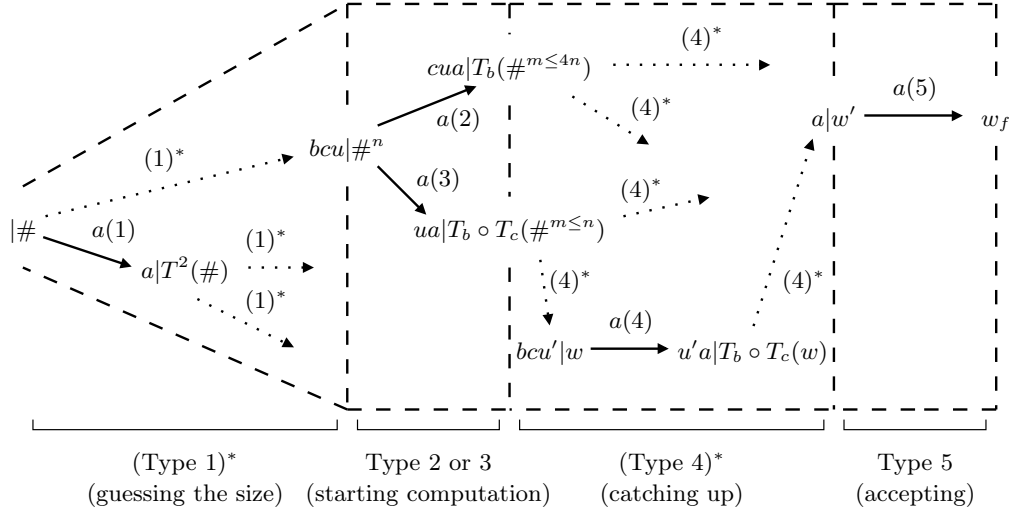 (4)*
cua|T_b(#^{m≤4n})
a(5)
(4)*
a|w'
w_f
a(2)
(1)*
bcu|#^n
a(3)
(4)*
|#
a(1)
(1)*
ua|T_b ∘ T_c(#^{m≤n})
a|T^2(#)
(4)*
(4)*
(1)*
a(4)
bcu'|w
u'a|T_b ∘ T_c(w)
(Type 1)* Type 2 or 3 (Type 4)* Type 5
(guessing the size) (starting computation) (catching up) (accepting)